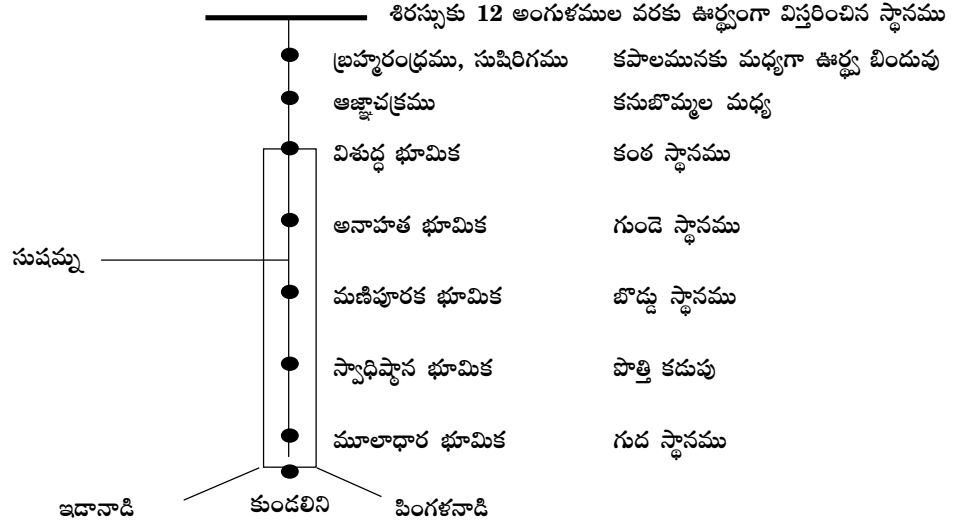 శిరస్సుకు 12 అంగుళముల వరకు ఊర్ధ్వంగా విస్తరించిన స్థానము
బ్రహ్మరంధ్రము, సుషిరిగము కపాలమునకు మధ్యగా ఊర్ధ్వ బిందువు
ఆజ్ఞాచక్రము కనుబొమ్మల మధ్య
విశుద్ధ భూమిక కంఠ స్థానము
అనాహత భూమిక గుండె స్థానము
సుషమ్న
మణిపూరక భూమిక బొడ్డు స్థానము
స్వాధిష్ఠాన భూమిక పొత్తి కడుపు
మూలాధార భూమిక గుద స్థానము
ఇడానాడి కుండలిని పింగళనాడి